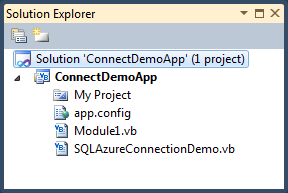 Solution Explorer
Solution 'ConnectDemoApp' (1 project)
ConnectDemoApp
My Project
app.config
Module1.vb
SQLAzureConnectionDemo.vb